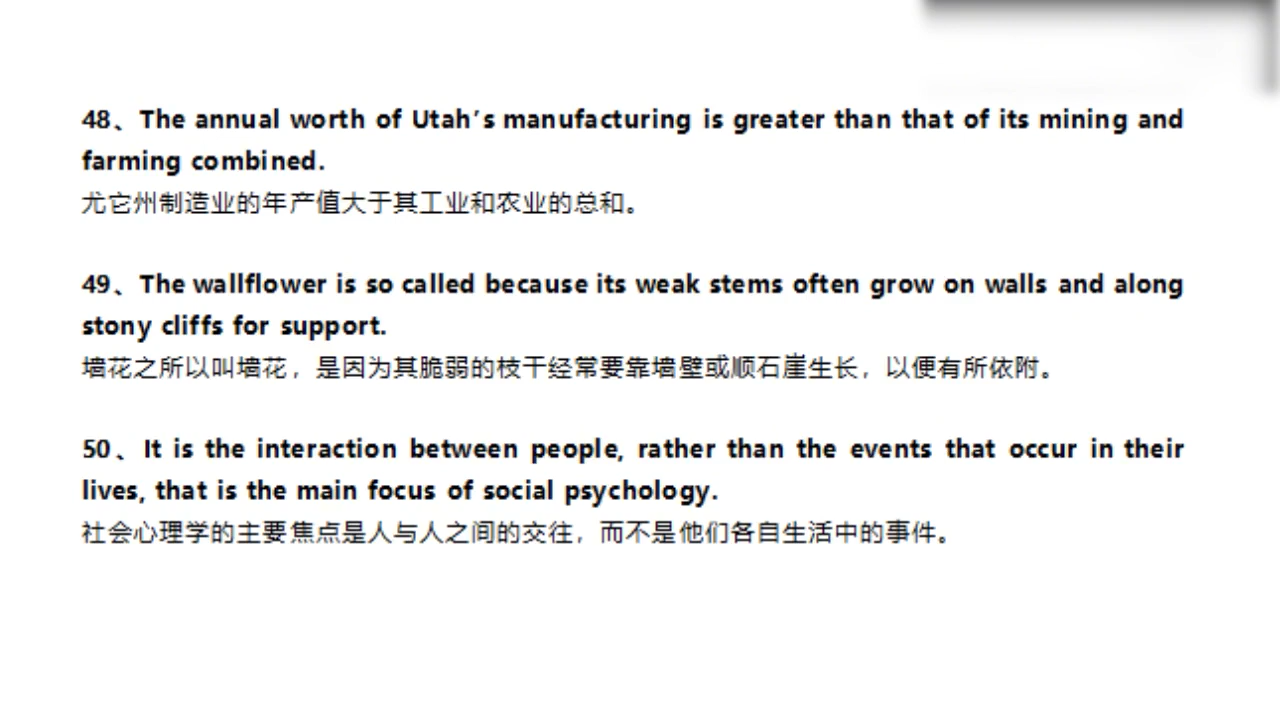 48、The annual worth of Utah’s manufacturing is greater than that of its mining and
farming combined.
尤它州制造业的年产值大于其工业和农业的总和。
49、The wallflower is so called because its weak stems often grow on walls and along
stony cliffs for support.
墙花之所以叫墙花，是因为其脆弱的枝干经常要靠墙壁或顺石崖生长，以便有所依附。
50、It is the interaction between people, rather than the events that occur in their
lives, that is the main focus of social psychology.
社会心理学的主要焦点是人与人之间的交往，而不是他们各自生活中的事件。